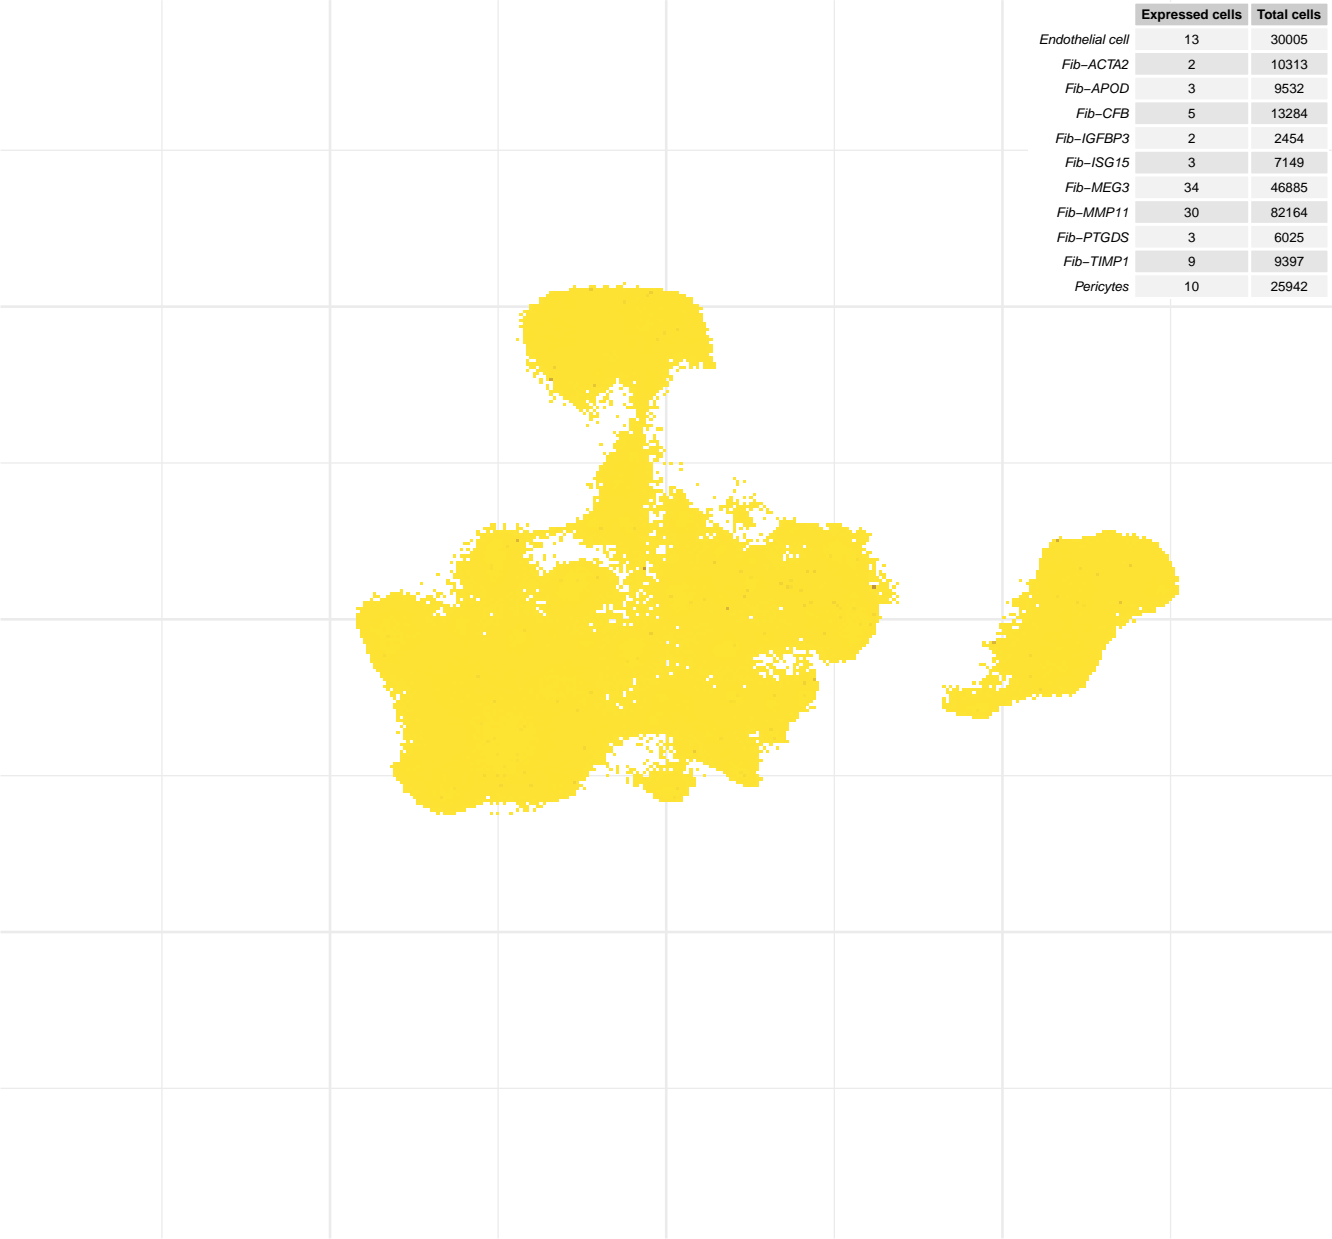 Expressed cells Total cells
Endothelial cell 13 30005
Fib−ACTA2 2 10313
Fib−APOD 3 9532
Fib−CFB 5 13284
Fib−IGFBP3 2 2454
Fib−ISG15 3 7149
Fib−MEG3 34 46885
Fib−MMP11 30 82164
Fib−PTGDS 3 6025
Fib−TIMP1 9 9397
Pericytes 10 25942